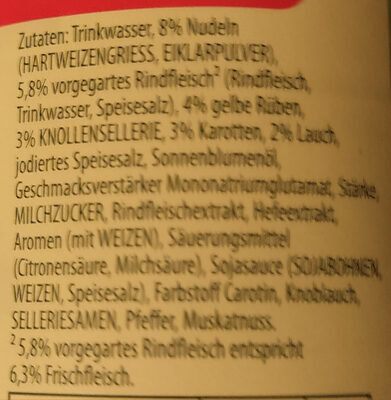 Zutaten: Trinkwasser, 8% Nudeln
(HARTWEIZENGRIESS, EIKLARPULVER),
5,8% vorgegartes Rindfleisch² (Rindfleisch,
Trinkwasser, Speisesalz), 4% gelbe Rüben,
3% KNOLLENSELLERIE, 3% Karotten, 2% Lauch,
jodiertes Speisesalz, Sonnenblumenöl,
Geschmacksverstärker Mononatriumglutamat, Stärke,
MILCHZUCKER, Rindfleischextrakt, Hefeextrakt,
Aromen (mit WEIZEN), Säuerungsmittel
(Citronensäure, Milchsäure), Sojasauce (SOJABOHNEN,
WEIZEN, Speisesalz), Farbstoff Carotin, Knoblauch,
SELLERIESAMEN, Pfeffer, Muskatnuss.
² 5,8% vorgegartes Rindfleisch entspricht
6,3% Frischfleisch.